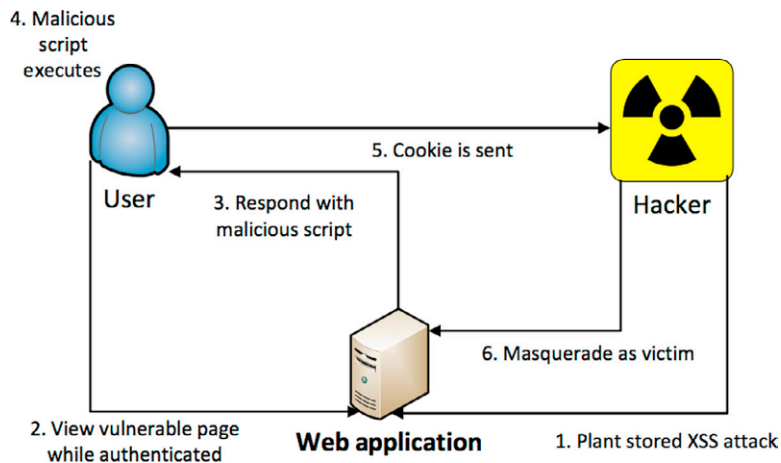 4. Malicious
script
executes
5. Cookie is sent
User
3. Respond with
malicious script
Hacker
6. Masquerade as victim
2. View vulnerable page
while authenticated
Web application
1. Plant stored XSS attack